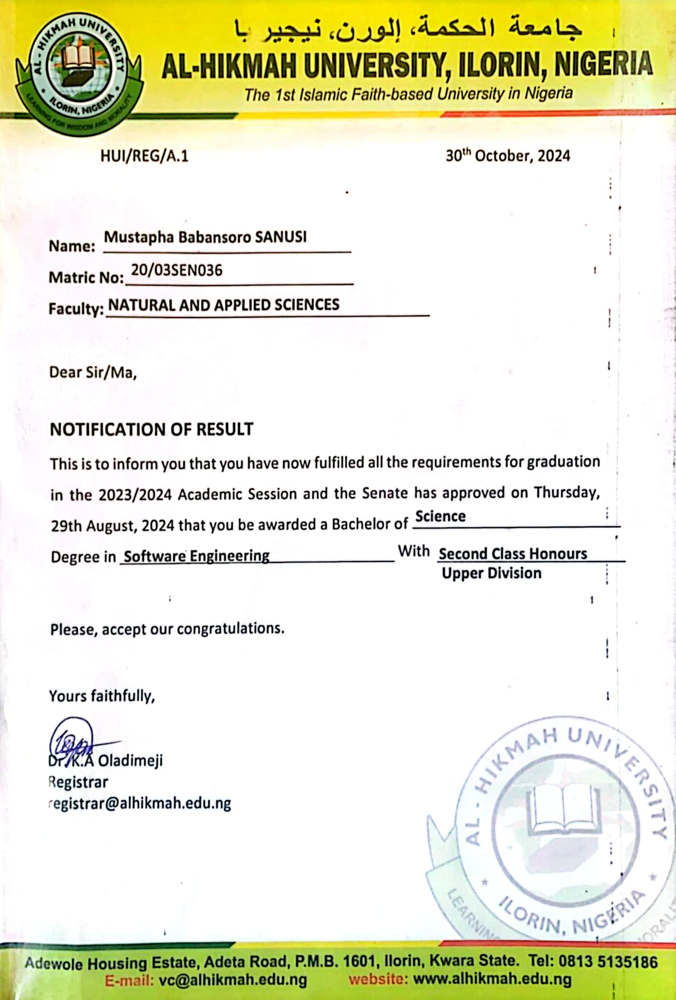 AL-HIKMAH UNIVERSITY
ILORIN, NIGERIA
LEARNING FOR WISDOM AND MORALITY
جامعة الحكمة، إلورن، نيجير يا
AL-HIKMAH UNIVERSITY, ILORIN, NIGERIA
The 1st Islamic Faith-based University in Nigeria
HUI/REG/A.1 30th October, 2024
Name: Mustapha Babansoro SANUSI
Matric No: 20/03SEN036
Faculty: NATURAL AND APPLIED SCIENCES
Dear Sir/Ma,
NOTIFICATION OF RESULT
This is to inform you that you have now fulfilled all the requirements for graduation
in the 2023/2024 Academic Session and the Senate has approved on Thursday,
29th August, 2024 that you be awarded a Bachelor of Science
Degree in Software Engineering With Second Class Honours
Upper Division
Please, accept our congratulations.
Yours faithfully,
Dr. K.A Oladimeji
Registrar
registrar@alhikmah.edu.ng
AL-HIKMAH UNIVERSITY
ILORIN, NIGERIA
LEARNING
Adewole Housing Estate, Adeta Road, P.M.B. 1601, Ilorin, Kwara State. Tel: 0813 5135186
E-mail: vc@alhikmah.edu.ng website: www.alhikmah.edu.ng